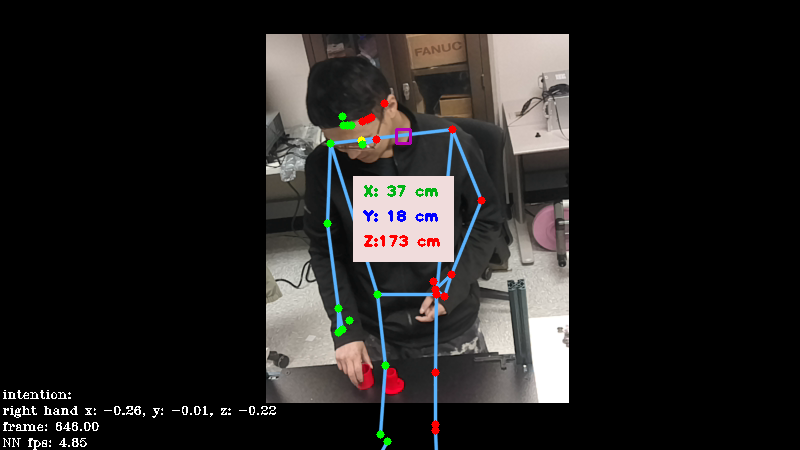 FANUC
X: 37 cm
Y: 18 cm
Z:173 cm
intention:
right hand x: −0.26, y: −0.01, z: −0.22
frame: 646.00
NN fps: 4.85